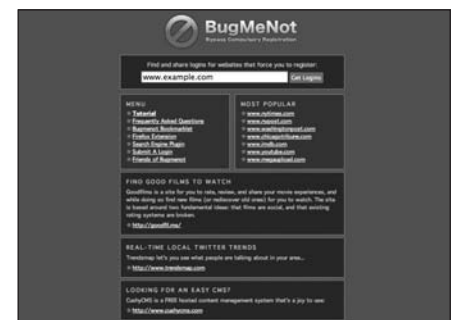 BugMeNot
Bypass Compulsory Registration
Find and share logins for websites that force you to register:
www.example.com
Get Logins
MENU
Tutorial
Frequently Asked Questions
Bugmenot Bookmarklet
Firefox Extension
Search Engine Plugin
Submit A Login
Friends of Bugmenot
MOST POPULAR
www.nytimes.com
www.nypost.com
www.washingtonpost.com
www.chicagotribune.com
www.imdb.com
www.youtube.com
www.megaupload.com
FIND GOOD FILMS TO WATCH
Goodfilms is a site for you to rate, review, and share your movie experiences, and
while doing so find new films (or rediscover old ones) for you to watch. The site
is based around two fundamental ideas: that films are social, and that existing
rating systems are broken.
http://goodfil.ms/
REAL-TIME LOCAL TWITTER TRENDS
Trendsmap let's you see what people are talking about in your area...
http://www.trendsmap.com
LOOKING FOR AN EASY CMS?
CushyCMS is a FREE hosted content management system that's a joy to use:
http://www.cushycms.com